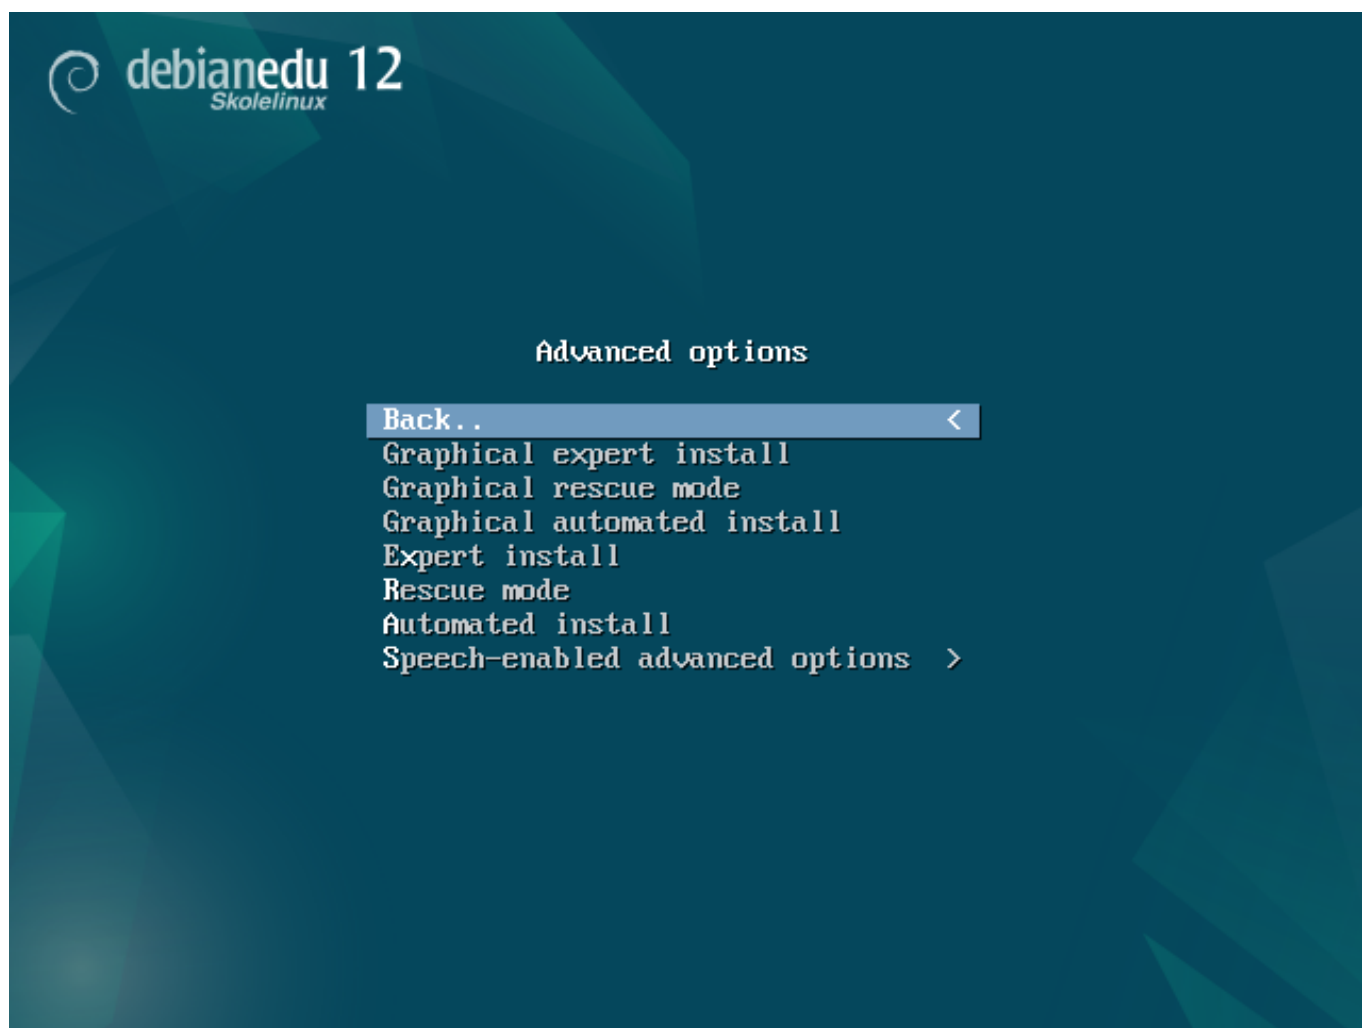 debianedu 12
Skolelinux
Advanced options
Back.. <
Graphical expert install
Graphical rescue mode
Graphical automated install
Expert install
Rescue mode
Automated install
Speech-enabled advanced options >